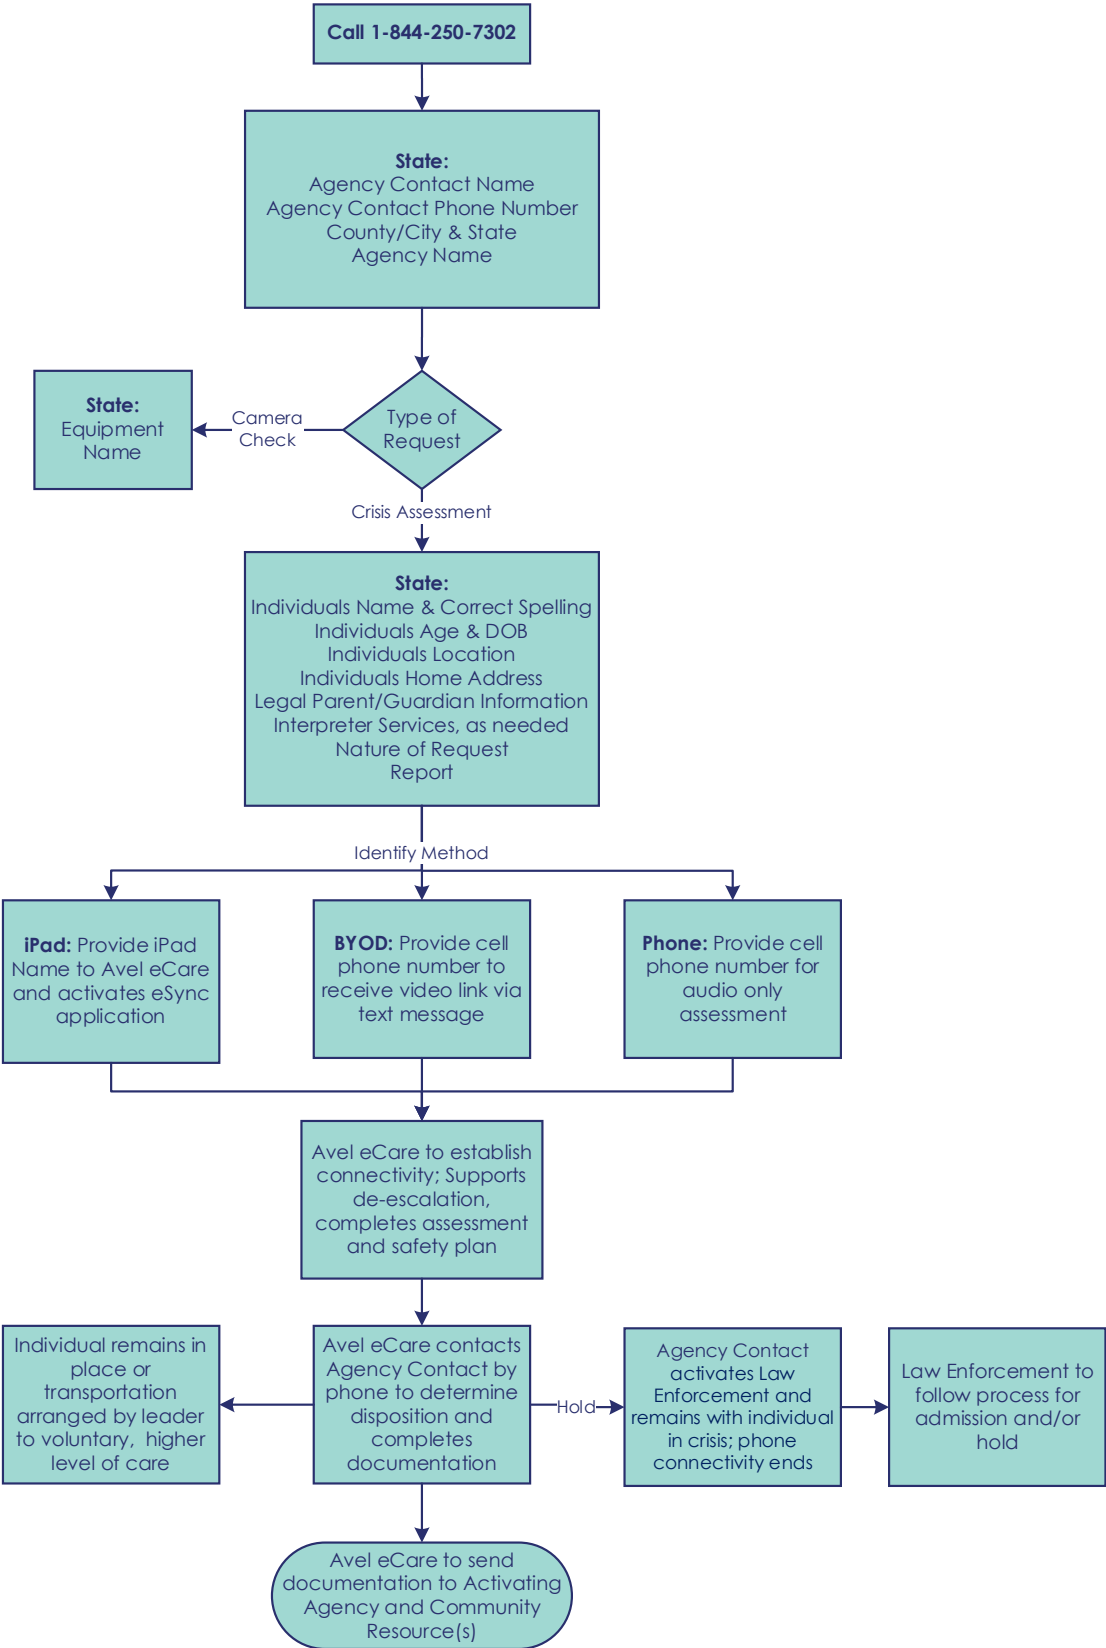 Call 1-844-250-7302
State:
Agency Contact Name
Agency Contact Phone Number
County/City & State
Agency Name
Type of
Request
Camera
Check
State:
Equipment
Name
Crisis Assessment
State:
Individuals Name & Correct Spelling
Individuals Age & DOB
Individuals Location
Individuals Home Address
Legal Parent/Guardian Information
Interpreter Services, as needed
Nature of Request
Report
Identify Method
iPad: Provide iPad
Name to Avel eCare
and activates eSync
application
BYOD: Provide cell
phone number to
receive video link via
text message
Phone: Provide cell
phone number for
audio only
assessment
Avel eCare to establish
connectivity; Supports
de-escalation,
completes assessment
and safety plan
Individual remains in
place or
transportation
arranged by leader
to voluntary, higher
level of care
Avel eCare contacts
Agency Contact by
phone to determine
disposition and
completes
documentation
Hold
Agency Contact
activates Law
Enforcement and
remains with individual
in crisis; phone
connectivity ends
Law Enforcement to
follow process for
admission and/or
hold
Avel eCare to send
documentation to Activating
Agency and Community
Resource(s)